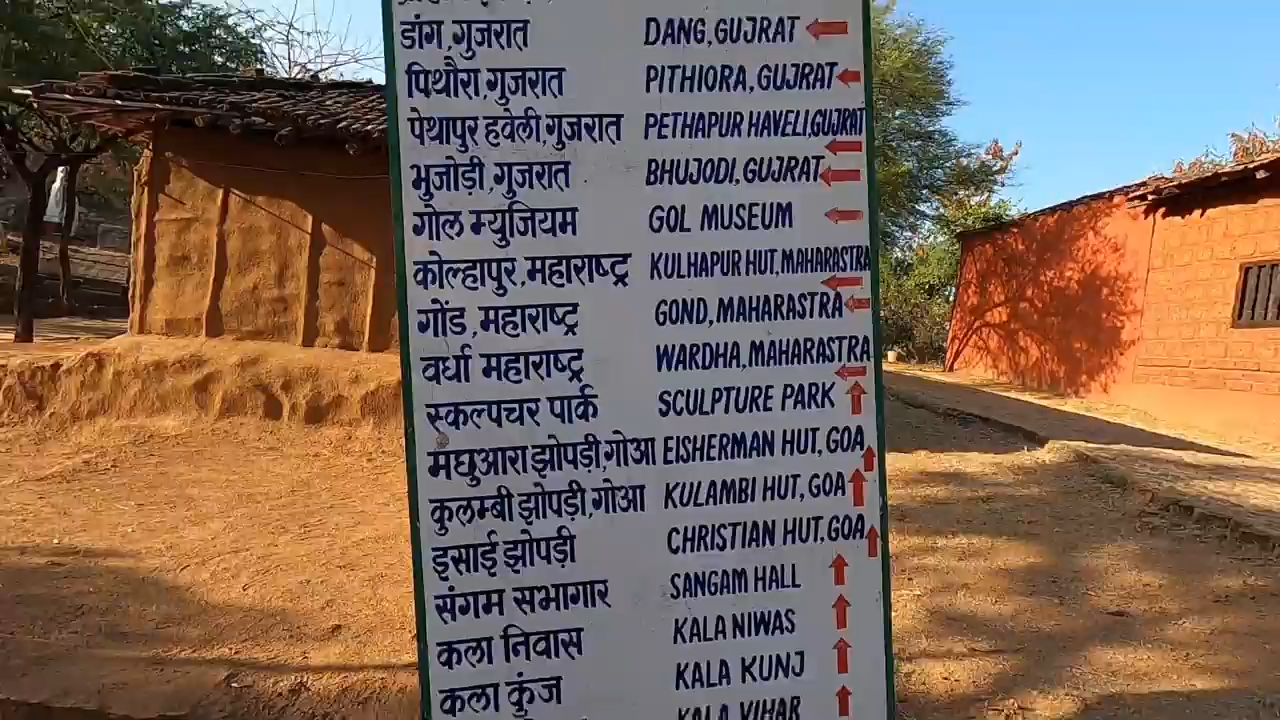 डांग,गुजरात DANG,GUJRAT
पिथौरा,गुजरात PITHIORA,GUJRAT
पेथापुर हवेली,गुजरात PETHAPUR HAVELI,GUJRAT
भुजोड़ी,गुजरात BHUJODI,GUJRAT
गोल म्युजियम GOL MUSEUM
कोल्हापुर,महाराष्ट्र KULHAPUR HUT,MAHARASTRA
गोंड,महाराष्ट्र GOND,MAHARASTRA
वर्धा महाराष्ट्र WARDHA,MAHARASTRA
स्कल्पचर पार्क SCULPTURE PARK
मघुआरा झोपड़ी,गोआ EISHERMAN HUT,GOA
कुलम्बी झोपड़ी,गोआ KULAMBI HUT,GOA
इसाई झोपड़ी CHRISTIAN HUT,GOA
संगम सभागार SANGAM HALL
कला निवास KALA NIWAS
कला कुंज KALA KUNJ
KALA VIHAR